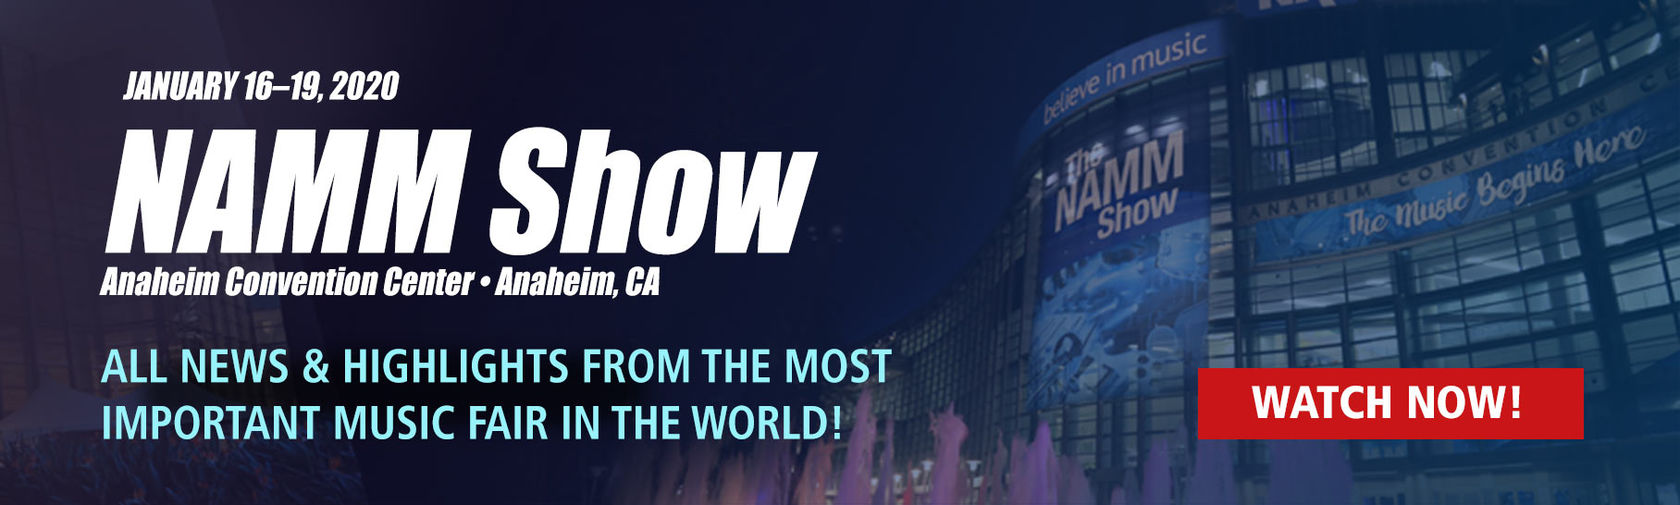 JANUARY 16–19, 2020
NAMM Show
Anaheim Convention Center • Anaheim, CA
ALL NEWS & HIGHLIGHTS FROM THE MOST
IMPORTANT MUSIC FAIR IN THE WORLD!
believe in music
The
NAMM
Show
ANAHEIM CONVENTION
The Music Begins Here
WATCH NOW!